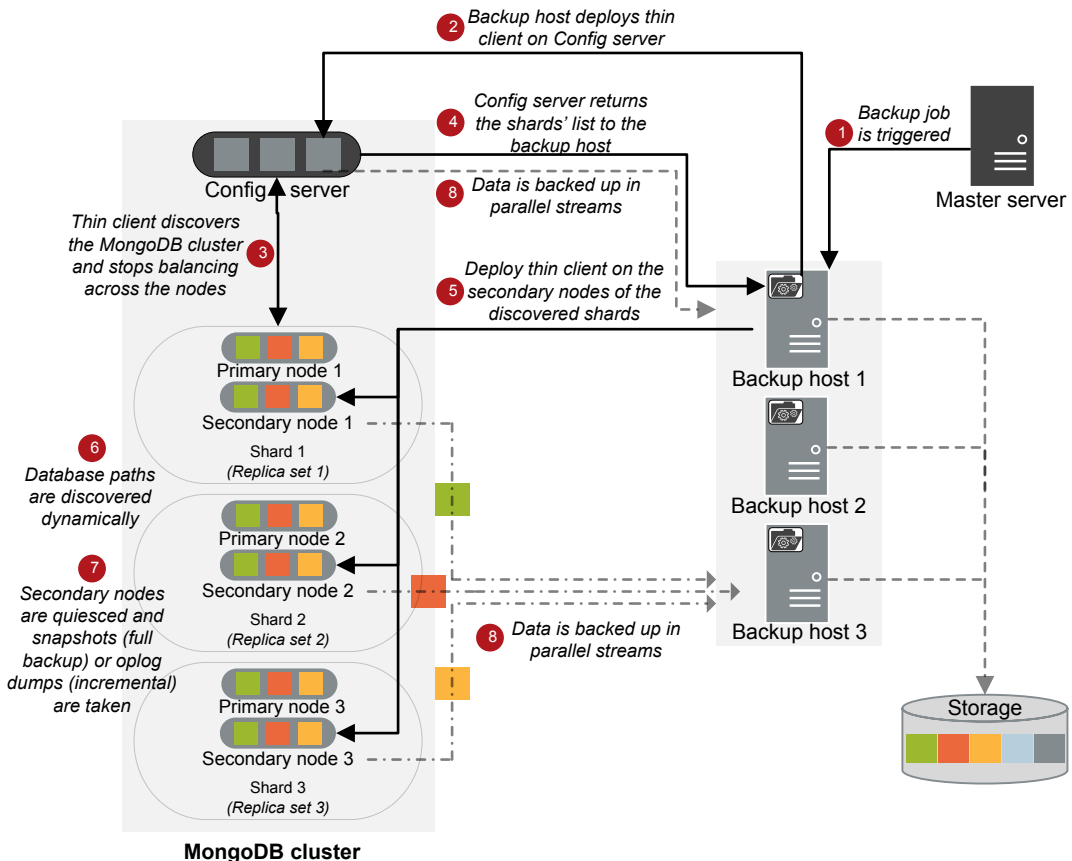 2
Backup host deploys thin
client on Config server
4
Config server returns
the shards’ list to the
backup host
1
Backup job
is triggered
Master server
Config server
8
Data is backed up in
parallel streams
Thin client discovers
the MongoDB cluster
and stops balancing
across the nodes
3
5
Deploy thin client on the
secondary nodes of the
discovered shards
Primary node 1
Secondary node 1
Shard 1
(Replica set 1)
Backup host 1
6
Database paths
are discovered
dynamically
Primary node 2
Secondary node 2
Shard 2
(Replica set 2)
Backup host 2
7
Secondary nodes
are quiesced and
snapshots (full
backup) or oplog
dumps (incremental)
are taken
8
Data is backed up in
parallel streams
Backup host 3
Primary node 3
Secondary node 3
Shard 3
(Replica set 3)
Storage
MongoDB cluster